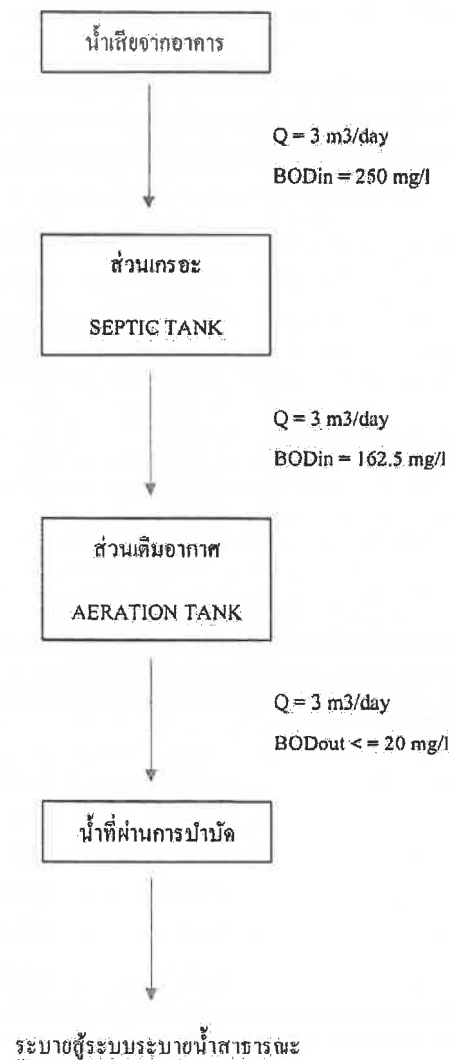 น้ำเสียจากอาคาร
Q = 3 m3/day
BODin = 250 mg/l
ส่วนเกรอะ
SEPTIC TANK
Q = 3 m3/day
BODin = 162.5 mg/l
ส่วนเติมอากาศ
AERATION TANK
Q = 3 m3/day
BODout < = 20 mg/l
น้ำที่ผ่านการบำบัด
ระบายสู้ระบบระบายน้ำสาธารณะ